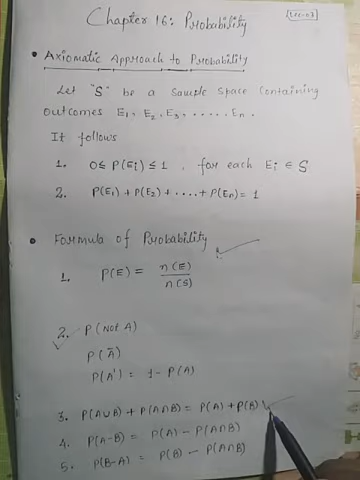 Chapter 16: Probability
Lec-03
• Axiomatic Approach to Probability
Let "S" be a sample space containing
outcomes E₁, E₂, E₃, ..... Eₙ.
It follows
1. 0 ≤ P(Eᵢ) ≤ 1, for each Eᵢ ∈ S
2. P(E₁) + P(E₂) + .... + P(Eₙ) = 1
• Formula of Probability
1. P(E) = n(E)
n(S)
2. P(Not A)
P(Ā)
P(A') = 1 - P(A)
3. P(A∪B) + P(A∩B) = P(A) + P(B)
4. P(A-B) = P(A) - P(A∩B)
5. P(B-A) = P(B) - P(A∩B)